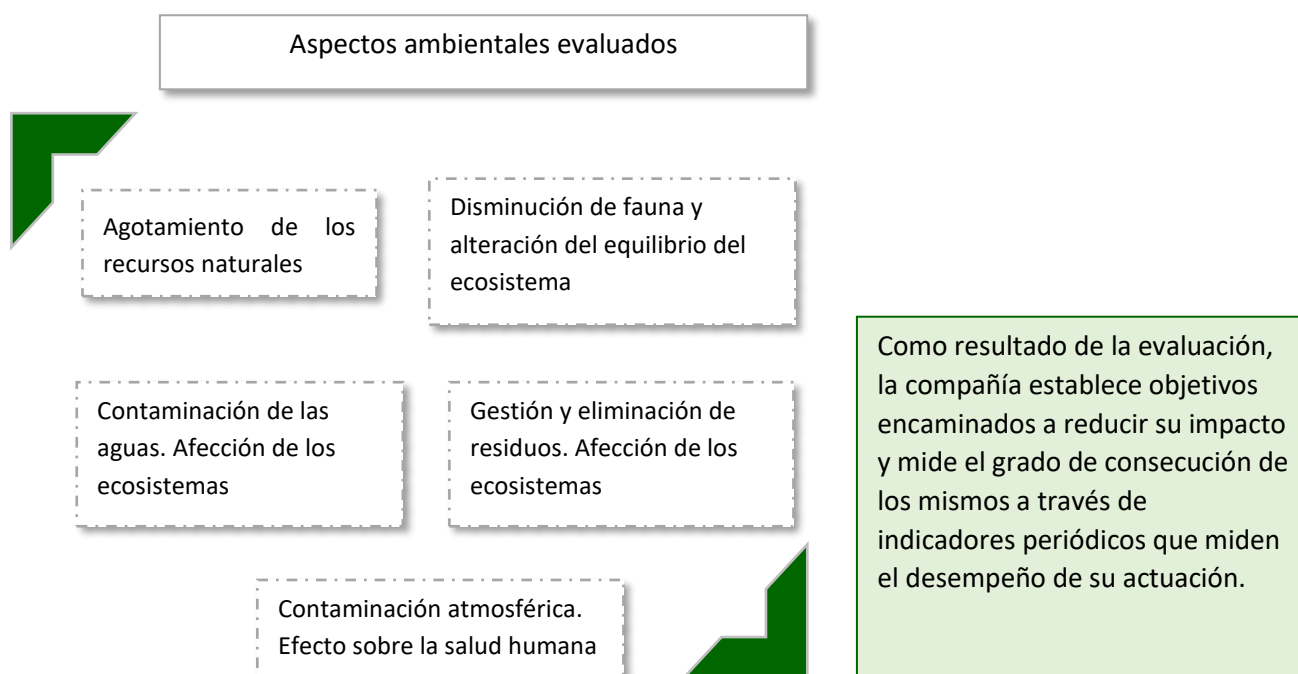 Aspectos ambientales evaluados
Agotamiento de los
recursos naturales
Disminución de fauna y
alteración del equilibrio del
ecosistema
Contaminación de las
aguas. Afección de los
ecosistemas
Gestión y eliminación de
residuos. Afección de los
ecosistemas
Contaminación atmosférica.
Efecto sobre la salud humana
Como resultado de la evaluación,
la compañía establece objetivos
encaminados a reducir su impacto
y mide el grado de consecución de
los mismos a través de
indicadores periódicos que miden
el desempeño de su actuación.